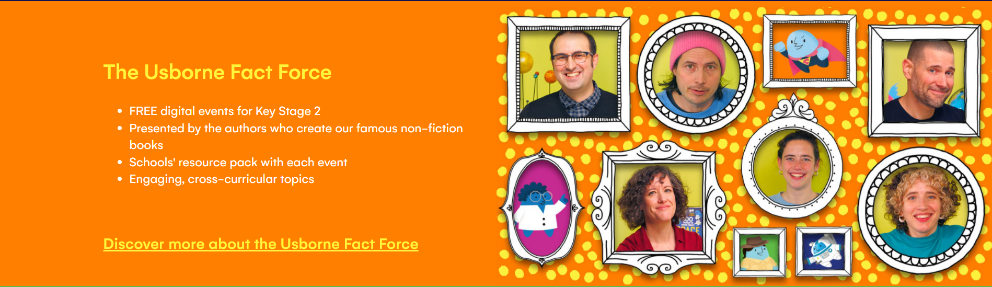 The Usborne Fact Force
• FREE digital events for Key Stage 2
• Presented by the authors who create our famous non-fiction
books
• Schools' resource pack with each event
• Engaging, cross-curricular topics
Discover more about the Usborne Fact Force